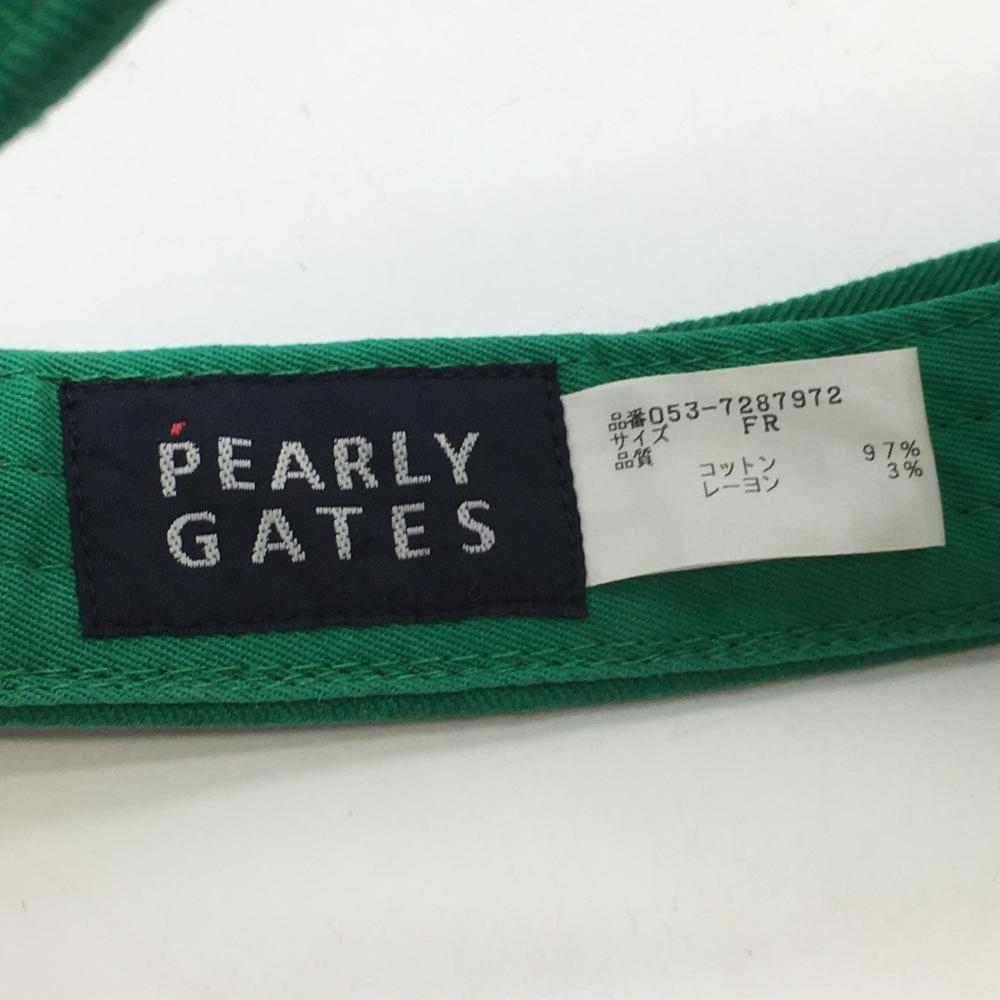 PEARLY
GATES
品番053-7287972
サイズ FR
品質 コットン 97%
レーヨン 3%